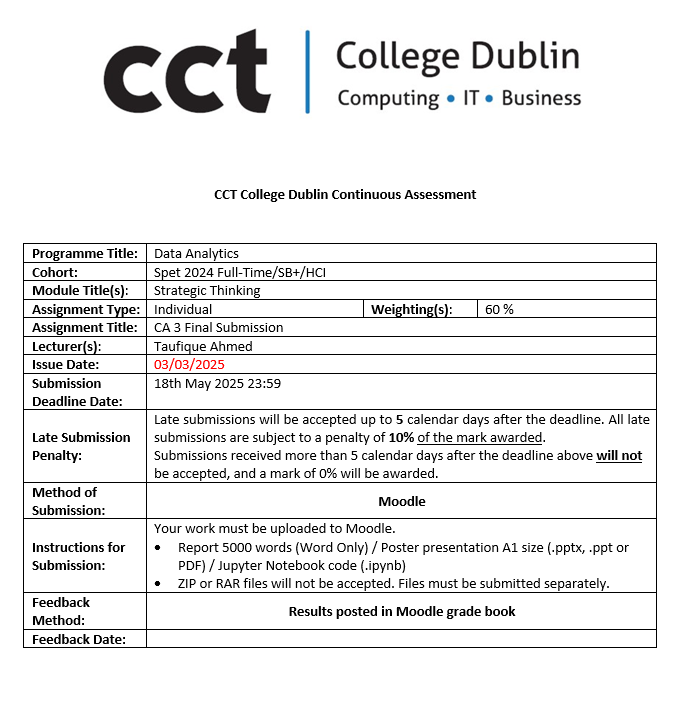 cct College Dublin
Computing • IT • Business
CCT College Dublin Continuous Assessment
Programme Title: Data Analytics
Cohort: Spet 2024 Full-Time/SB+/HCI
Module Title(s): Strategic Thinking
Assignment Type: Individual Weighting(s): 60 %
Assignment Title: CA 3 Final Submission
Lecturer(s): Taufique Ahmed
Issue Date: 03/03/2025
Submission
Deadline Date:
18th May 2025 23:59
Late Submission
Penalty:
Late submissions will be accepted up to 5 calendar days after the deadline. All late
submissions are subject to a penalty of 10% of the mark awarded.
Submissions received more than 5 calendar days after the deadline above will not
be accepted, and a mark of 0% will be awarded.
Method of
Submission:
Moodle
Instructions for
Submission:
Your work must be uploaded to Moodle.
• Report 5000 words (Word Only) / Poster presentation A1 size (.pptx, .ppt or
PDF) / Jupyter Notebook code (.ipynb)
• ZIP or RAR files will not be accepted. Files must be submitted separately.
Feedback
Method:
Results posted in Moodle grade book
Feedback Date: